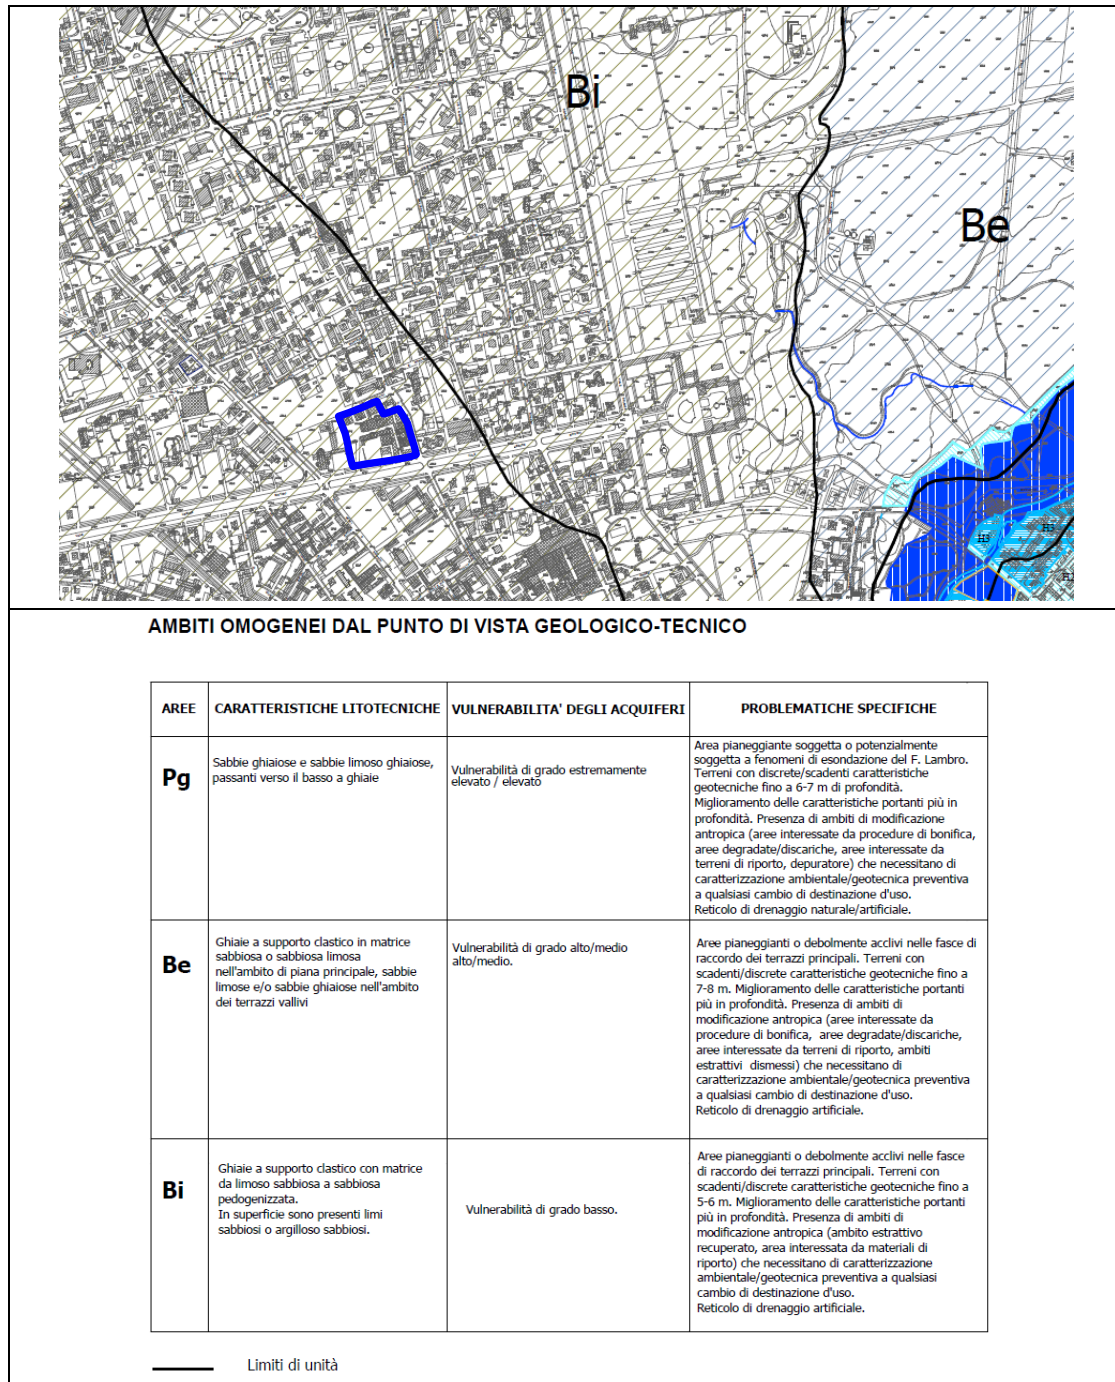 Bi
Be
H3
H3
AMBITI OMOGENEI DAL PUNTO DI VISTA GEOLOGICO-TECNICO
AREE
CARATTERISTICHE LITOTECNICHE
VULNERABILITA' DEGLI ACQUIFERI
PROBLEMATICHE SPECIFICHE
Pg
Sabbie ghiaiose e sabbie limoso ghiaiose,
passanti verso il basso a ghiaie
Vulnerabilità di grado estremamente
elevato / elevato
Area pianeggiante soggetta o potenzialmente
soggetta a fenomeni di esondazione del F. Lambro.
Terreni con discrete/scadenti caratteristiche
geotecniche fino a 6-7 m di profondità.
Miglioramento delle caratteristiche portanti più in
profondità. Presenza di ambiti di modificazione
antropica (aree interessate da procedure di bonifica,
aree degradate/discariche, aree interessate da
terreni di riporto, depuratore) che necessitano di
caratterizzazione ambientale/geotecnica preventiva
a qualsiasi cambio di destinazione d'uso.
Reticolo di drenaggio naturale/artificiale.
Be
Ghiaie a supporto clastico in matrice
sabbiosa o sabbiosa limosa
nell'ambito di piana principale, sabbie
limose e/o sabbie ghiaiose nell'ambito
dei terrazzi vallivi
Vulnerabilità di grado alto/medio
alto/medio.
Aree pianeggianti o debolmente acclivi nelle fasce di
raccordo dei terrazzi principali. Terreni con
scadenti/discrete caratteristiche geotecniche fino a
7-8 m. Miglioramento delle caratteristiche portanti
più in profondità. Presenza di ambiti di
modificazione antropica (aree interessate da
procedure di bonifica,  aree degradate/discariche,
aree interessate da terreni di riporto, ambiti
estrattivi  dismessi) che necessitano di
caratterizzazione ambientale/geotecnica preventiva
a qualsiasi cambio di destinazione d'uso.
Reticolo di drenaggio artificiale.
Bi
Ghiaie a supporto clastico con matrice
da limoso sabbiosa a sabbiosa
pedogenizzata.
In superficie sono presenti limi
sabbiosi o argilloso sabbiosi.
Vulnerabilità di grado basso.
Aree pianeggianti o debolmente acclivi nelle fasce
di raccordo dei terrazzi principali. Terreni con
scadenti/discrete caratteristiche geotecniche fino a
5-6 m. Miglioramento delle caratteristiche portanti
più in profondità. Presenza di ambiti di
modificazione antropica (ambito estrattivo
recuperato, area interessata da materiali di
riporto) che necessitano di caratterizzazione
ambientale/geotecnica preventiva a qualsiasi
cambio di destinazione d'uso.
Reticolo di drenaggio artificiale.
Limiti di unità